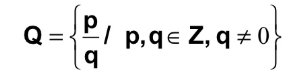 Q = { p/q / p,q ∈ Z, q ≠ 0 }